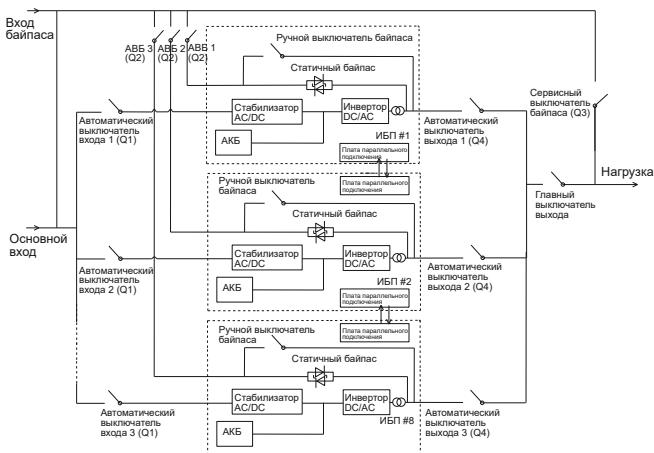 Вход
байпаса
АВБ 3
(Q2)
АВБ 2
(Q2)
АВБ 1
(Q2)
Ручной выключатель байпаса
Статичный байпас
Стабилизатор
AC/DC
Инвертор
DC/AC
АКБ
ИБП #1
Плата параллельного
подключения
Автоматический
выключатель
входа 1 (Q1)
Автоматический
выключатель
выхода 1 (Q4)
Сервисный
выключатель
байпаса (Q3)
Плата параллельного
подключения
Ручной выключатель
байпаса
Статичный байпас
Нагрузка
Главный
выключатель
выхода
Основной
вход
Стабилизатор
AC/DC
Инвертор
DC/AC
АКБ
ИБП #2
Автоматический
выключатель
входа 2 (Q1)
Автоматический
выключатель
выхода 2 (Q4)
Плата параллельного
подключения
Плата параллельного
подключения
Ручной выключатель
байпаса
Статичный байпас
Стабилизатор
AC/DC
Инвертор
DC/AC
АКБ
ИБП #8
Автоматический
выключатель
входа 3 (Q1)
Автоматический
выключатель
выхода 3 (Q4)